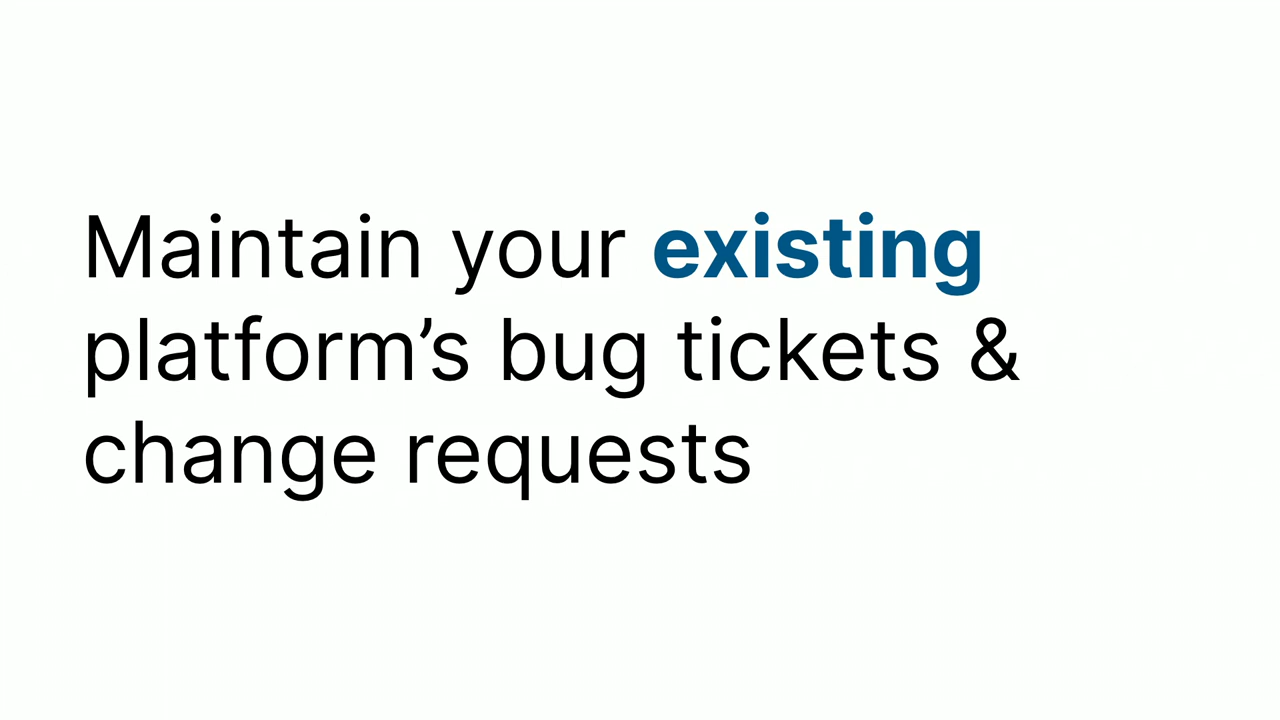 Maintain your existing
platform’s bug tickets &
change requests